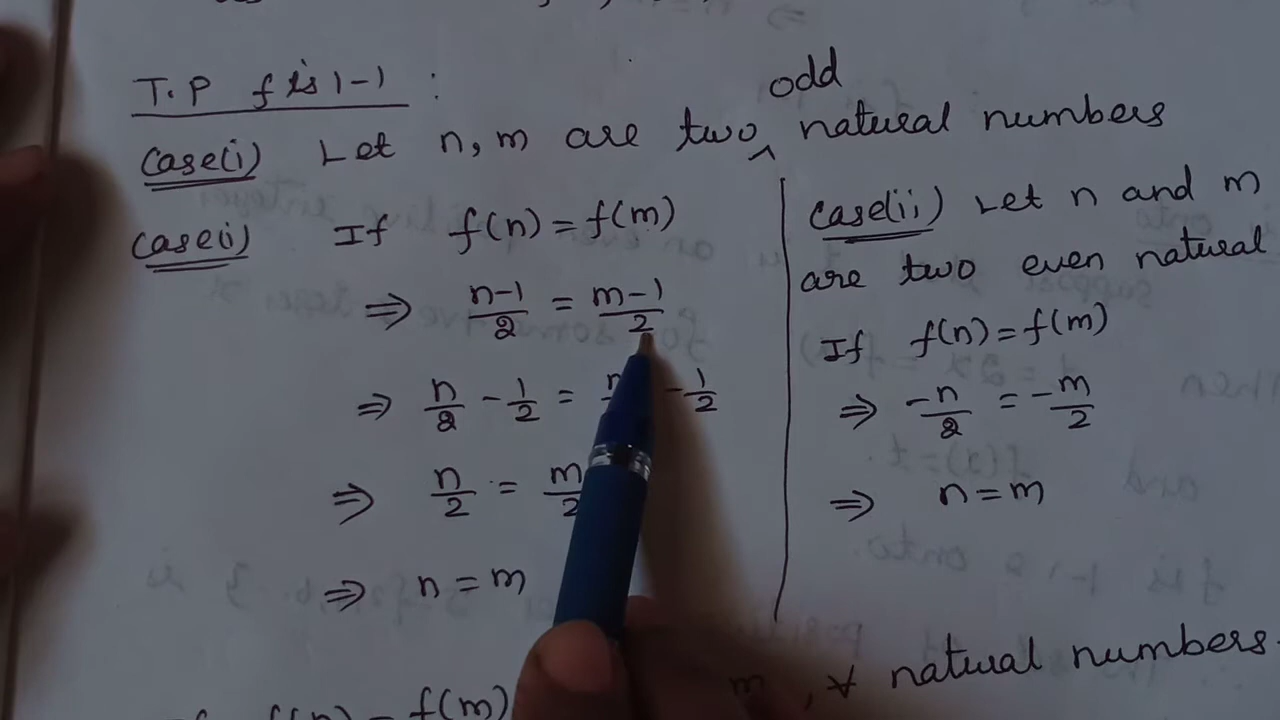 T.P f is 1-1 :
Case(i) Let n, m are two ^ odd natural numbers
Case(i) If f(n) = f(m)
⇒ n-1/2 = m-1/2
⇒ n/2 - 1/2 = - 1/2
⇒ n/2 = m/2
⇒ n = m
Case(ii) Let n and m
are two even natural
If f(n) = f(m)
⇒ -n/2 = -m/2
⇒ n = m
f(n) = f(m) m, ∀ natural numbers.